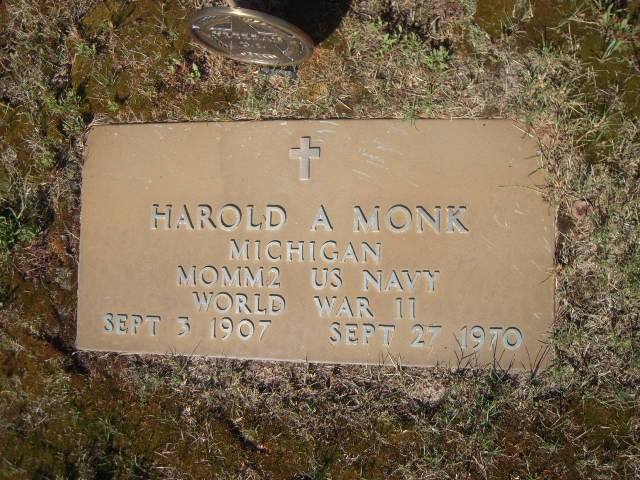 HAROLD A MONK
MICHIGAN
MOMM2 US NAVY
WORLD WAR II
SEPT 3 1907 SEPT 27 1970